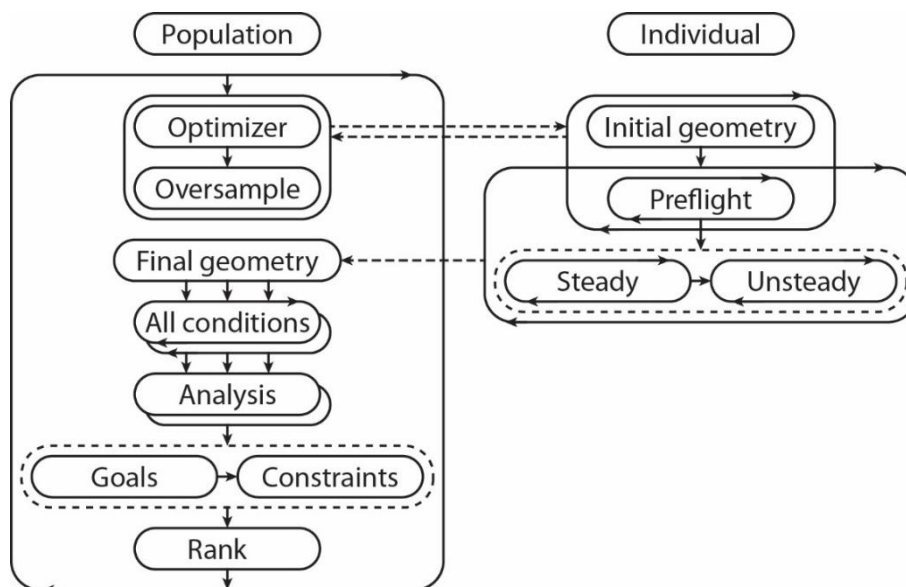 Population
Individual
Optimizer
Initial geometry
Oversample
Preflight
Final geometry
Steady
Unsteady
All conditions
Analysis
Goals
Constraints
Rank